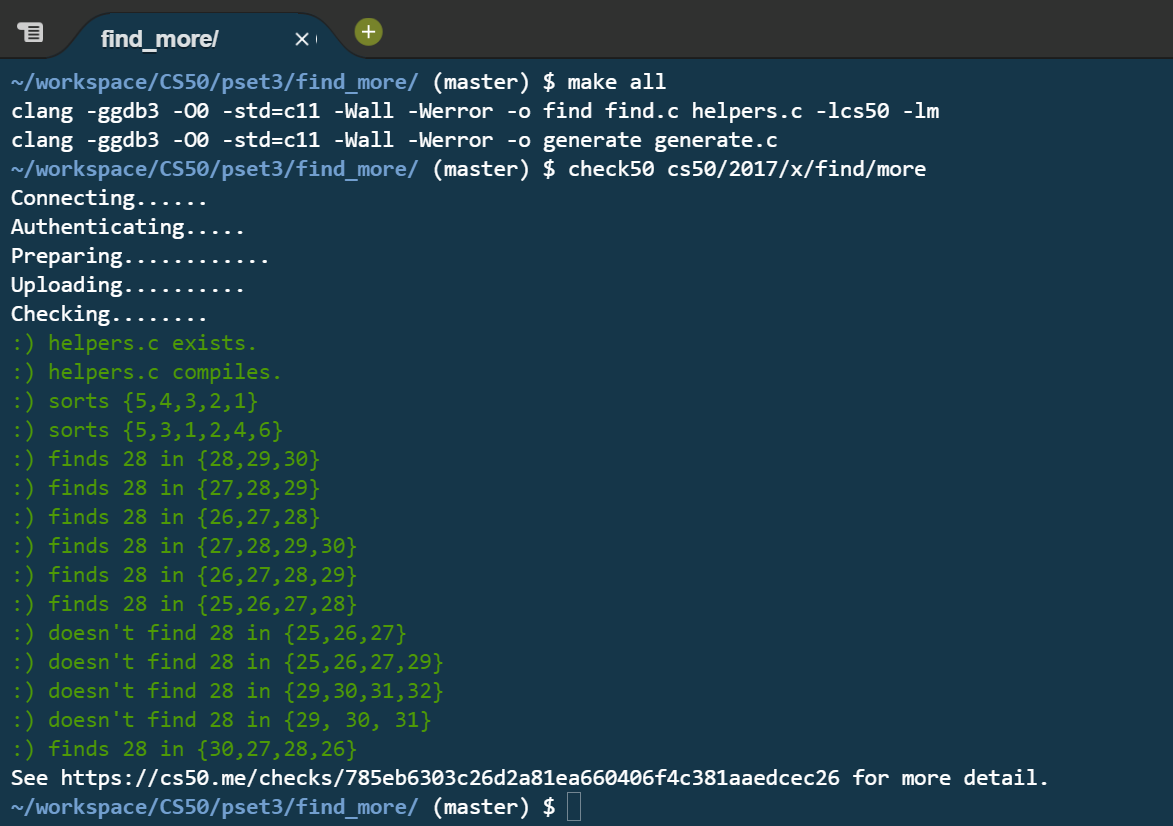 find_more/
~/workspace/CS50/pset3/find_more/ (master) $ make all
clang -ggdb3 -O0 -std=c11 -Wall -Werror -o find find.c helpers.c -lcs50 -lm
clang -ggdb3 -O0 -std=c11 -Wall -Werror -o generate generate.c
~/workspace/CS50/pset3/find_more/ (master) $ check50 cs50/2017/x/find/more
Connecting......
Authenticating.....
Preparing............
Uploading..........
Checking........
:) helpers.c exists.
:) helpers.c compiles.
:) sorts {5,4,3,2,1}
:) sorts {5,3,1,2,4,6}
:) finds 28 in {28,29,30}
:) finds 28 in {27,28,29}
:) finds 28 in {26,27,28}
:) finds 28 in {27,28,29,30}
:) finds 28 in {26,27,28,29}
:) finds 28 in {25,26,27,28}
:) doesn't find 28 in {25,26,27}
:) doesn't find 28 in {25,26,27,29}
:) doesn't find 28 in {29,30,31,32}
:) doesn't find 28 in {29, 30, 31}
:) finds 28 in {30,27,28,26}
See https://cs50.me/checks/785eb6303c26d2a81ea660406f4c381aaedcec26 for more detail.
~/workspace/CS50/pset3/find_more/ (master) $